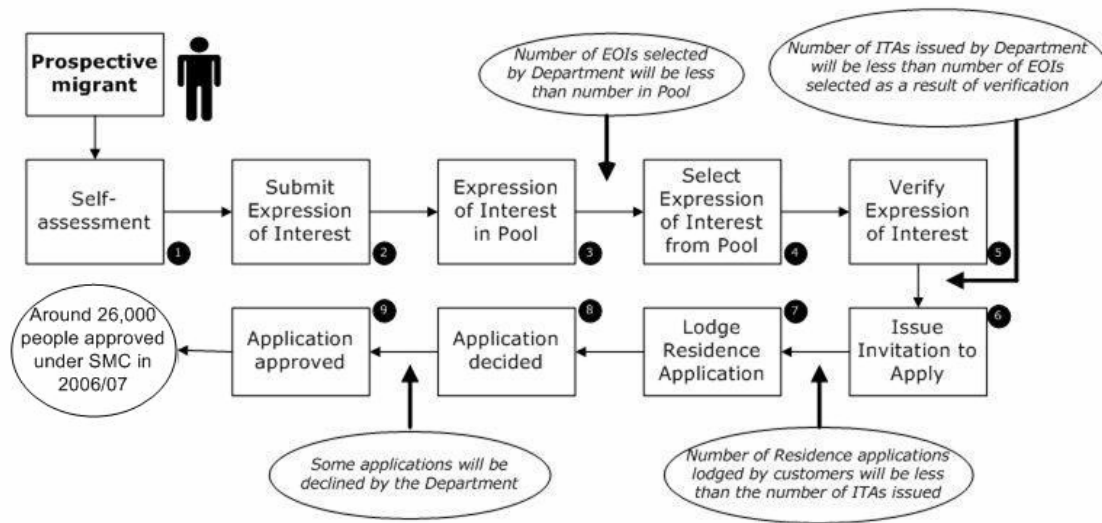 Prospective
migrant
Number of EOIs selected
by Department will be less
than number in Pool
Number of ITAs issued by Department
will be less than number of EOIs
selected as a result of verification
Self-
assessment
1
Submit
Expression
of Interest
2
Expression
of Interest
in Pool
3
Select
Expression
of Interest
from Pool
4
Verify
Expression
of Interest
5
Issue
Invitation to
Apply
6
Lodge
Residence
Application
7
Application
decided
8
Application
approved
9
Around 26,000
people approved
under SMC in
2006/07
Some applications will be
declined by the Department
Number of Residence applications
lodged by customers will be less
than the number of ITAs issued